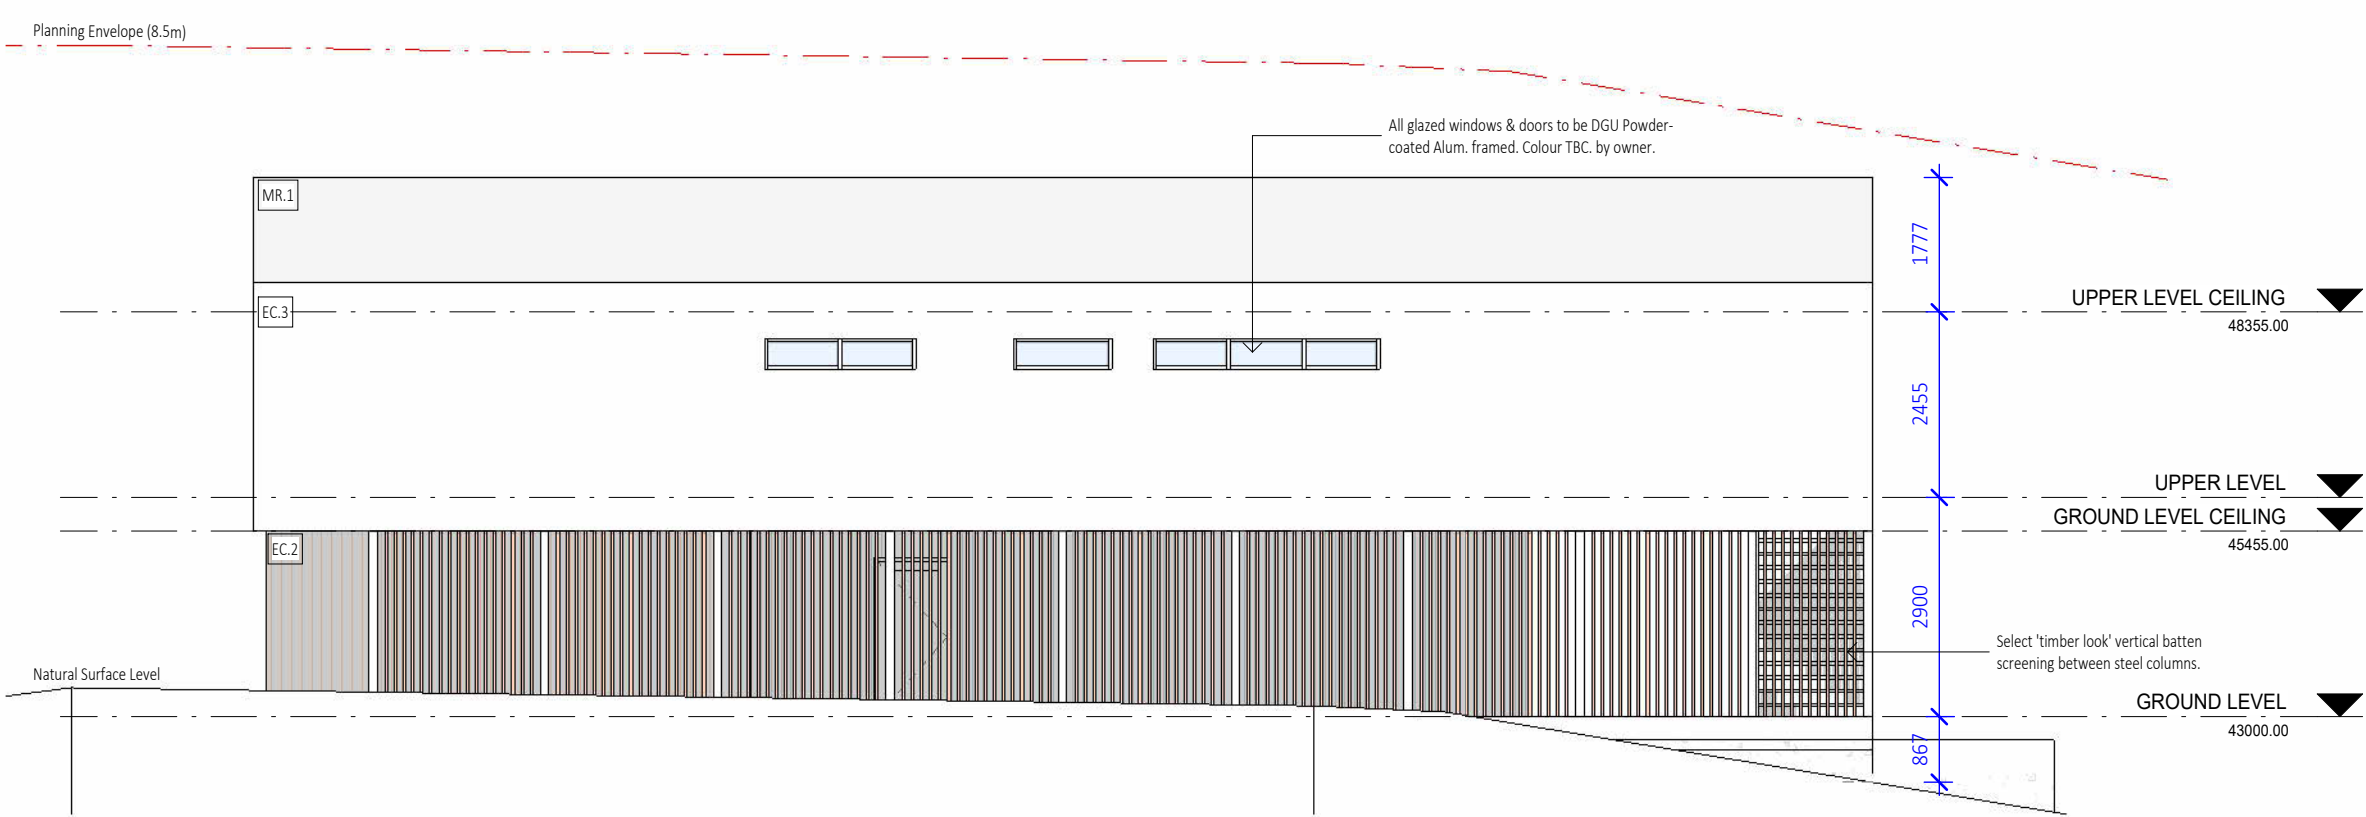 Planning Envelope (8.5m)
All glazed windows & doors to be DGU Powder-
coated Alum. framed. Colour TBC. by owner.
MR.1
1777
EC.3
UPPER LEVEL CEILING
48355.00
2455
UPPER LEVEL
GROUND LEVEL CEILING
45455.00
EC.2
2900
Select 'timber look' vertical batten
screening between steel columns.
Natural Surface Level
GROUND LEVEL
43000.00
867